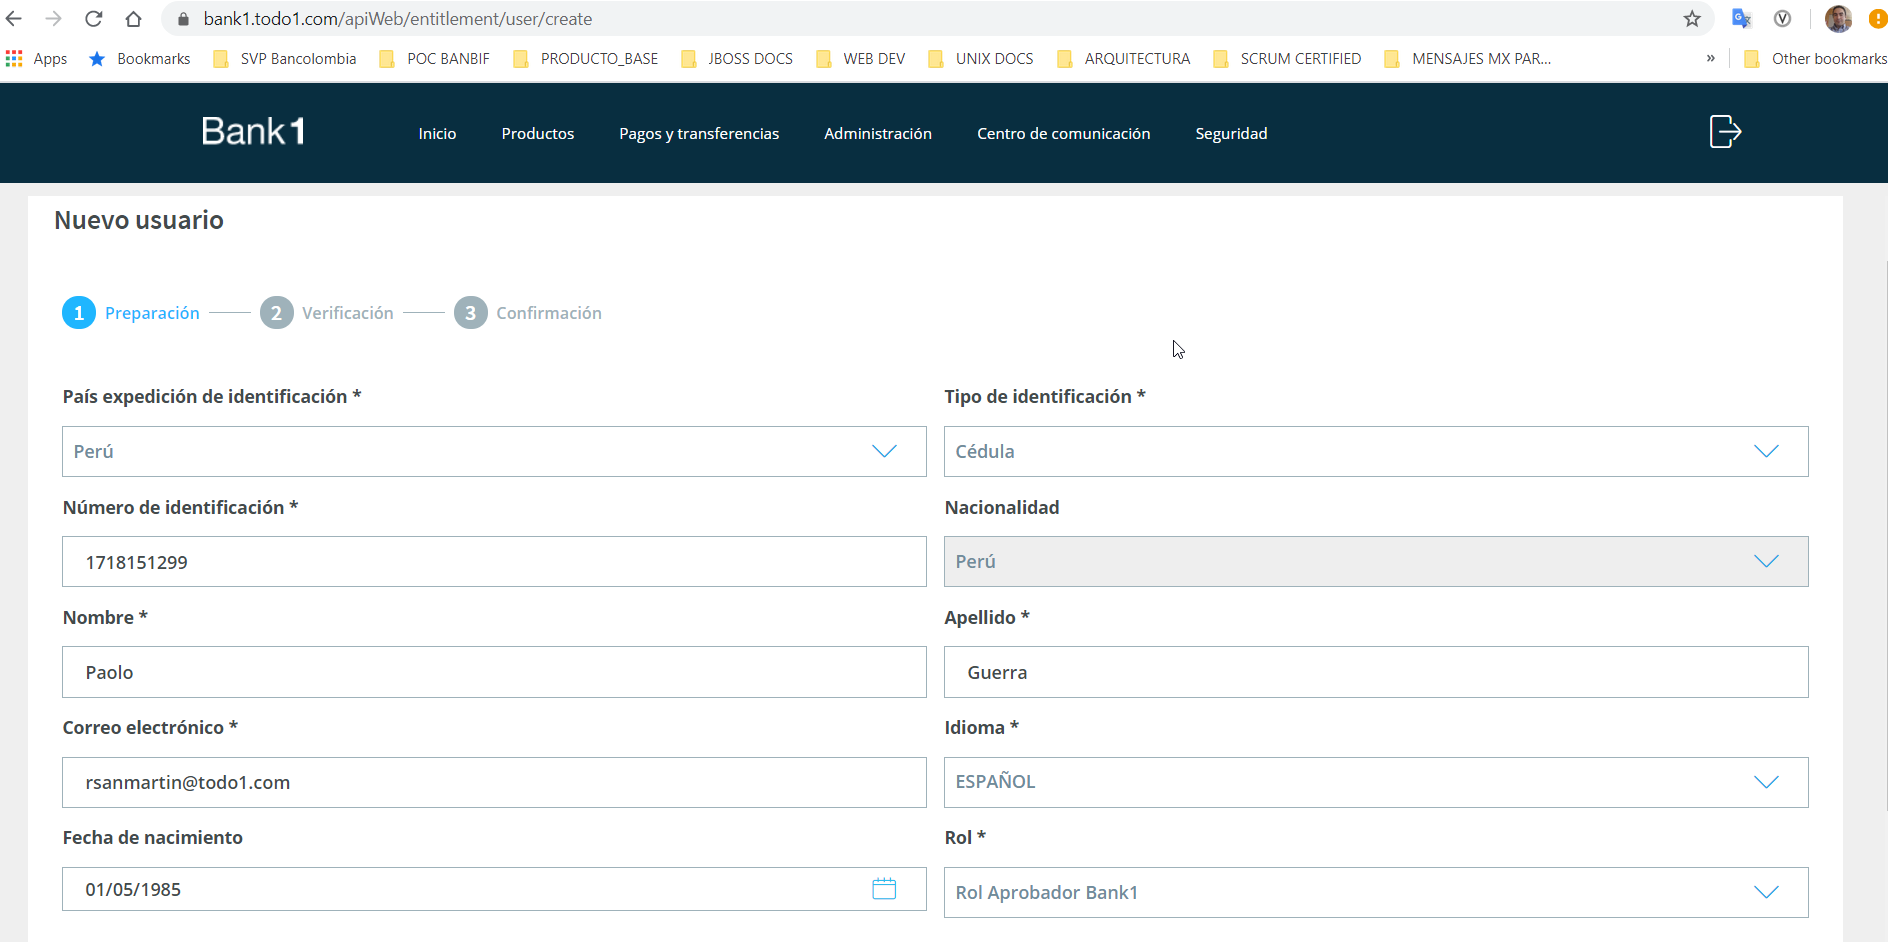 bank1.todo1.com/apiWeb/entitlement/user/create
Apps Bookmarks SVP Bancolombia POC BANBIF PRODUCTO_BASE JBOSS DOCS WEB DEV UNIX DOCS ARQUITECTURA SCRUM CERTIFIED MENSAJES MX PAR... » Other bookmarks
Bank1 Inicio Productos Pagos y transferencias Administración Centro de comunicación Seguridad
Nuevo usuario
1 Preparación 2 Verificación 3 Confirmación
País expedición de identificación * Tipo de identificación *
Perú Cédula
Número de identificación * Nacionalidad
1718151299 Perú
Nombre * Apellido *
Paolo Guerra
Correo electrónico * Idioma *
rsanmartin@todo1.com ESPAÑOL
Fecha de nacimiento Rol *
01/05/1985 Rol Aprobador Bank1